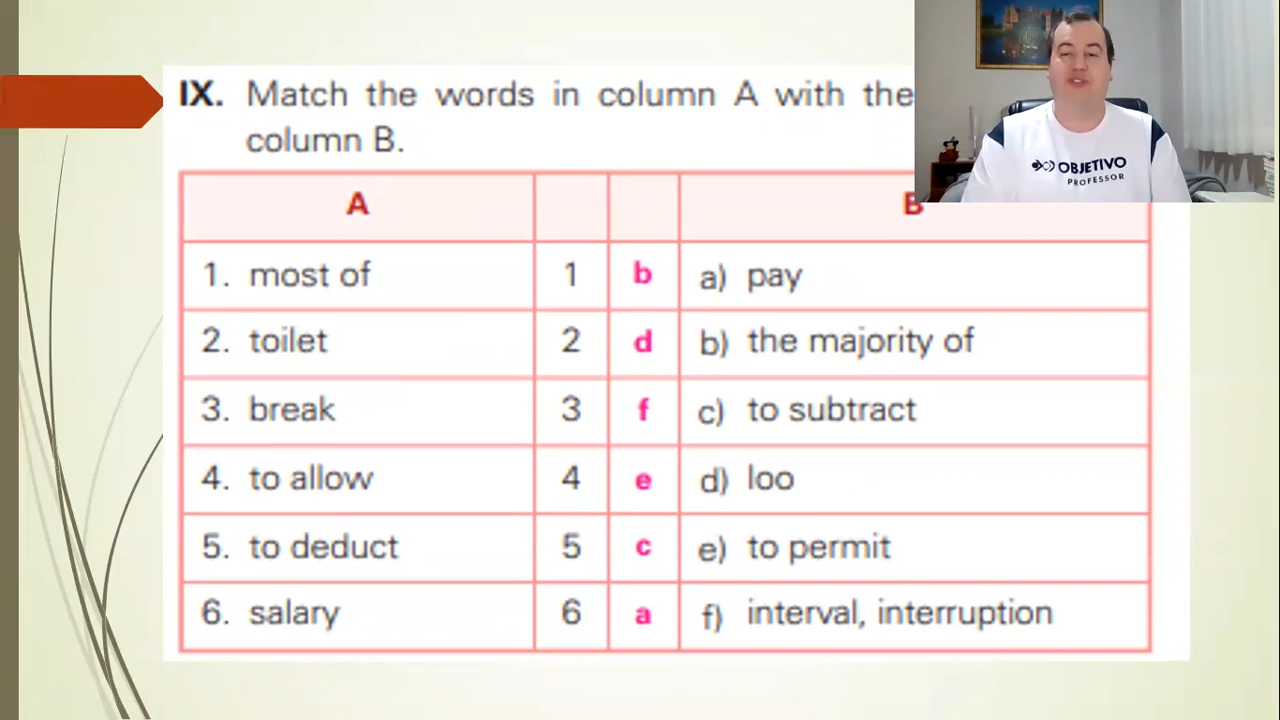 IX. Match the words in column A with the
column B.
A B
1. most of 1 b a) pay
2. toilet 2 d b) the majority of
3. break 3 f c) to subtract
4. to allow 4 e d) loo
5. to deduct 5 c e) to permit
6. salary 6 a f) interval, interruption
OBJETIVO
PROFESSOR